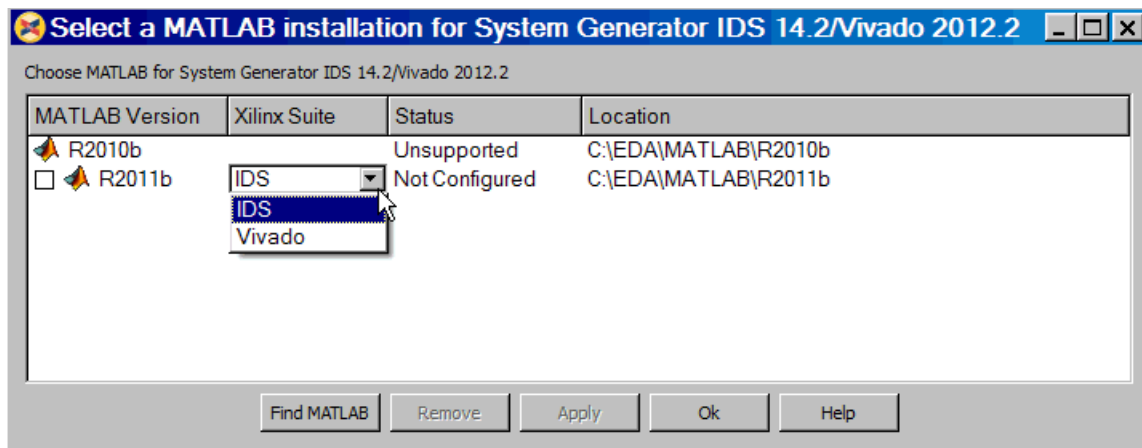 Select a MATLAB installation for System Generator IDS 14.2/Vivado 2012.2
Choose MATLAB for System Generator IDS 14.2/Vivado 2012.2
MATLAB Version Xilinx Suite Status Location
R2010b Unsupported C:\EDA\MATLAB\R2010b
R2011b IDS Not Configured C:\EDA\MATLAB\R2011b
IDS
Vivado
Find MATLAB Remove Apply Ok Help